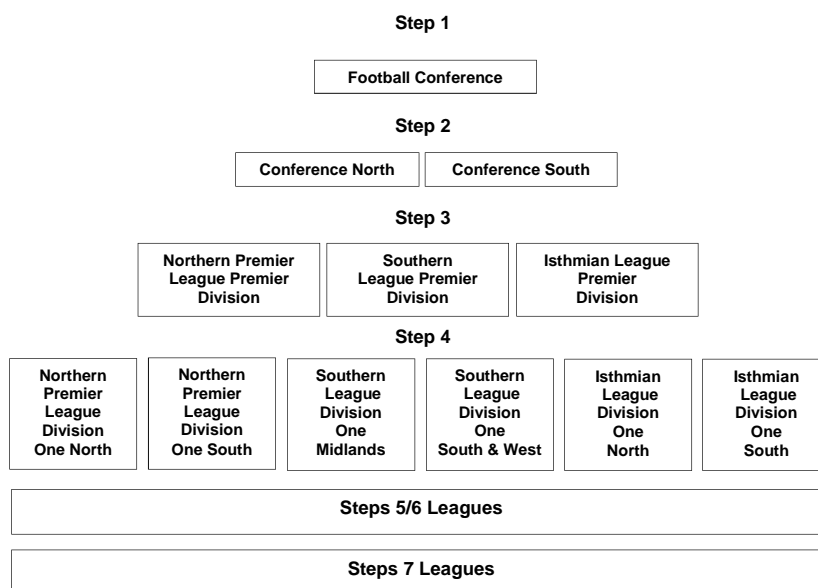 Step 1
Football Conference
Step 2
Conference North
Conference South
Step 3
Northern Premier
League Premier
Division
Southern
League Premier
Division
Isthmian League
Premier
Division
Step 4
Northern
Premier
League
Division
One North
Northern
Premier
League
Division
One South
Southern
League
Division
One
Midlands
Southern
League
Division
One
South & West
Isthmian
League
Division
One
North
Isthmian
League
Division
One
South
Steps 5/6 Leagues
Steps 7 Leagues